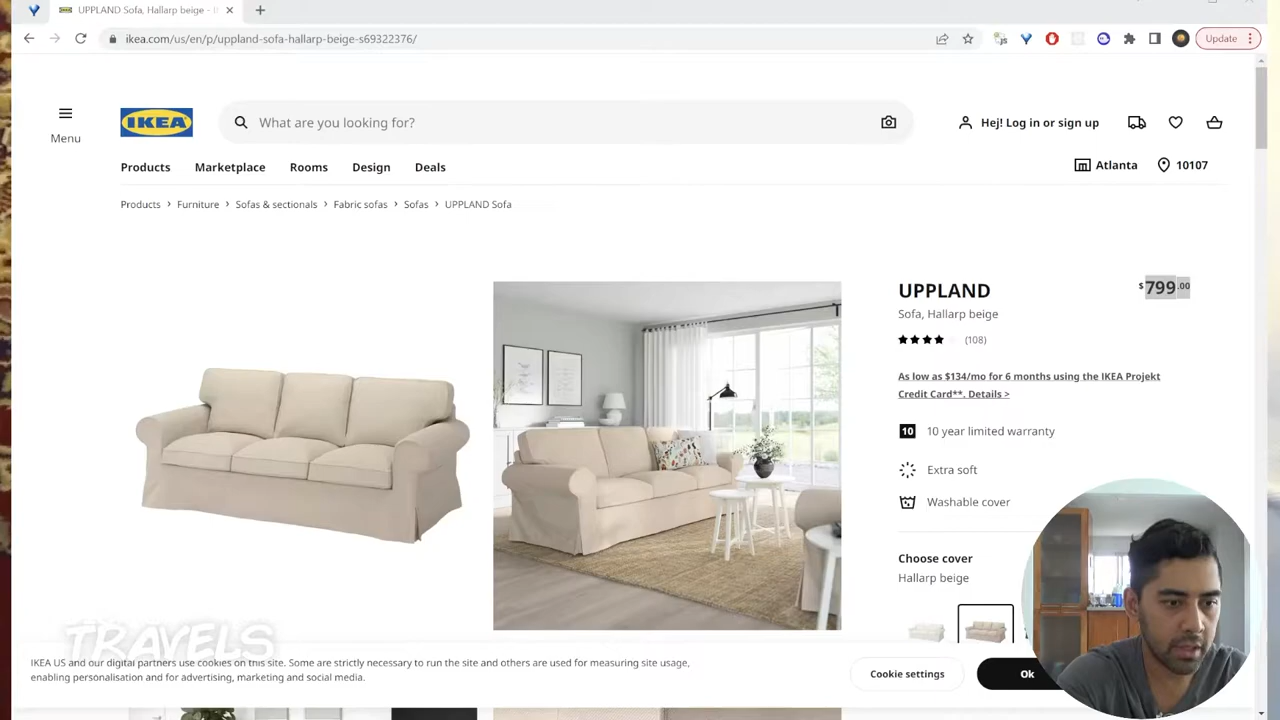 UPPLAND Sofa, Hallarp beige - I
ikea.com/us/en/p/uppland-sofa-hallarp-beige-s69322376/
Update
Menu
IKEA
What are you looking for?
Hej! Log in or sign up
Products Marketplace Rooms Design Deals
Atlanta 10107
Products > Furniture > Sofas & sectionals > Fabric sofas > Sofas > UPPLAND Sofa
UPPLAND
$799.00
Sofa, Hallarp beige
(108)
As low as $134/mo for 6 months using the IKEA Projekt
Credit Card**. Details >
10 10 year limited warranty
Extra soft
Washable cover
Choose cover
Hallarp beige
TRAVELS
IKEA US and our digital partners use cookies on this site. Some are strictly necessary to run the site and others are used for measuring site usage,
enabling personalisation and for advertising, marketing and social media.
Cookie settings
Ok